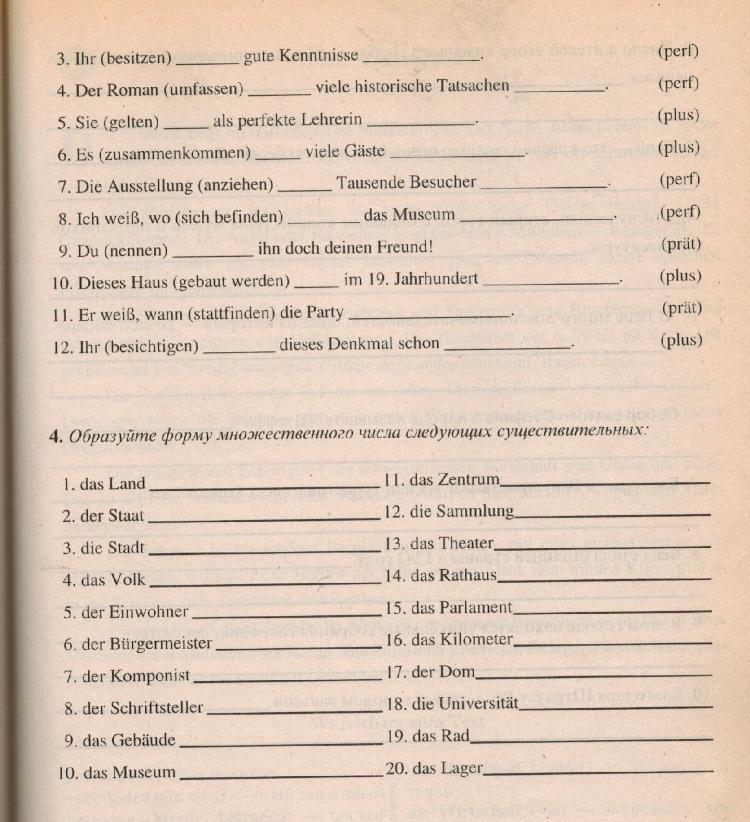 3. Ihr (besitzen) ______ gute Kenntnisse __________. (perf)
4. Der Roman (umfassen) ______ viele historische Tatsachen ________. (perf)
5. Sie (gelten) _____ als perfekte Lehrerin __________. (plus)
6. Es (zusammenkommen) ____ viele Gäste ____________. (plus)
7. Die Ausstellung (anziehen) ______ Tausende Besucher __________. (perf)
8. Ich weiß, wo (sich befinden) ________ das Museum ____________. (perf)
9. Du (nennen) ________ ihn doch deinen Freund! (prät)
10. Dieses Haus (gebaut werden) _____ im 19. Jahrhundert ___________. (plus)
11. Er weiß, wann (stattfinden) die Party ______________. (prät)
12. Ihr (besichtigen) ________ dieses Denkmal schon __________. (plus)
4. Образуйте форму множественного числа следующих существительных:
1. das Land
2. der Staat
3. die Stadt
4. das Volk
5. der Einwohner
6. der Bürgermeister
7. der Komponist
8. der Schriftsteller
9. das Gebäude
10. das Museum
11. das Zentrum
12. die Sammlung
13. das Theater
14. das Rathaus
15. das Parlament
16. das Kilometer
17. der Dom
18. die Universität
19. das Rad
20. das Lager